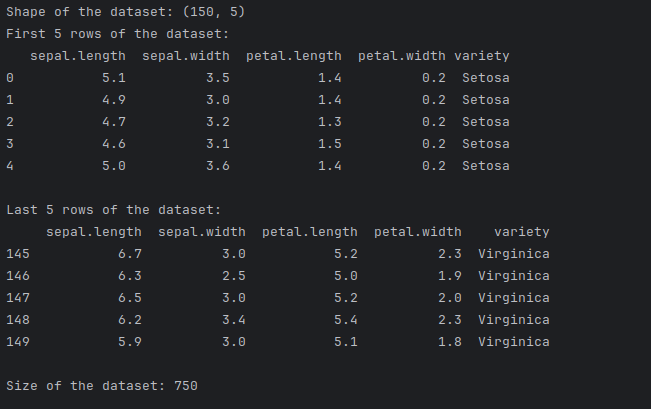 Shape of the dataset: (150, 5)
First 5 rows of the dataset:
   sepal.length  sepal.width  petal.length  petal.width variety
0           5.1          3.5           1.4          0.2  Setosa
1           4.9          3.0           1.4          0.2  Setosa
2           4.7          3.2           1.3          0.2  Setosa
3           4.6          3.1           1.5          0.2  Setosa
4           5.0          3.6           1.4          0.2  Setosa

Last 5 rows of the dataset:
     sepal.length  sepal.width  petal.length  petal.width    variety
145           6.7          3.0           5.2          2.3  Virginica
146           6.3          2.5           5.0          1.9  Virginica
147           6.5          3.0           5.2          2.0  Virginica
148           6.2          3.4           5.4          2.3  Virginica
149           5.9          3.0           5.1          1.8  Virginica

Size of the dataset: 750